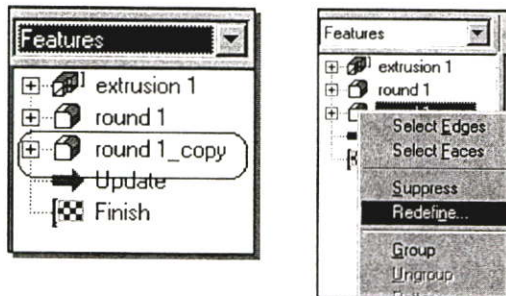 Features
extrusion 1
round 1
round 1_copy
Update
Finish
Features
extrusion 1
round 1
Select Edges
Select Faces
Suppress
Redefine...
Group
Ungroup